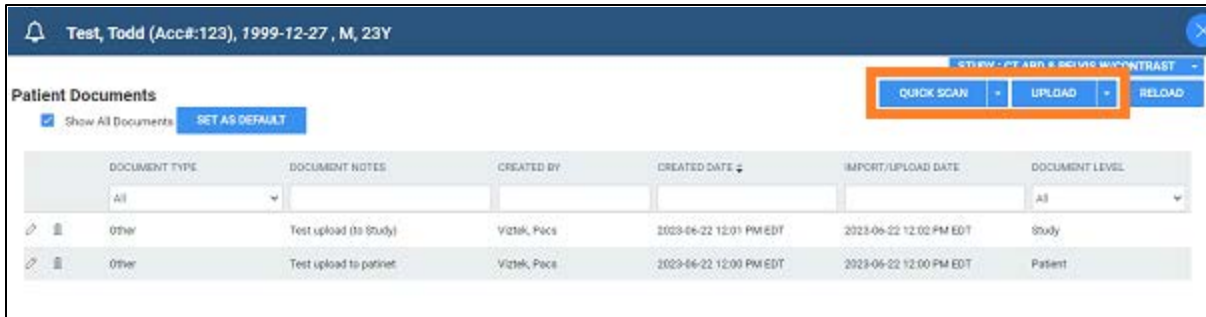 Test, Todd (Acc#:123), 1999-12-27 , M, 23Y
STUDY : CT ABD & PELVIS W/CONTRAST
Patient Documents QUICK SCAN UPLOAD RELOAD
Show All Documents SET AS DEFAULT
DOCUMENT TYPE DOCUMENT NOTES CREATED BY CREATED DATE IMPORT/UPLOAD DATE DOCUMENT LEVEL
All All
Other Test upload (to Study) Viztek, Pacs 2023-06-22 12:01 PM EDT 2023-06-22 12:02 PM EDT Study
Other Test upload to patinet Viztek, Pacs 2023-06-22 12:00 PM EDT 2023-06-22 12:00 PM EDT Patient